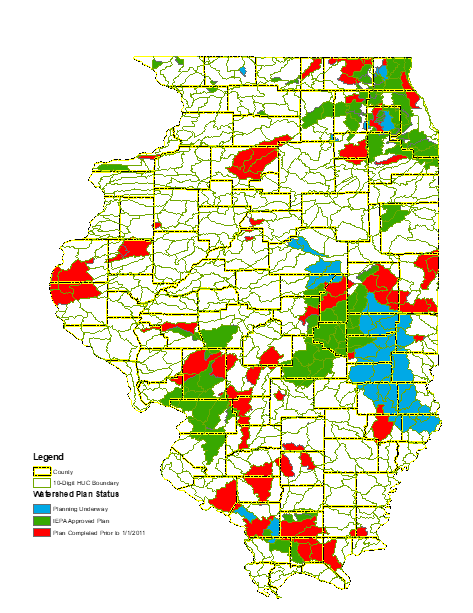 Legend
County
10-Digit HUC Boundary
Watershed Plan Status
Planning Underway
IEPA Approved Plan
Plan Completed Prior to 1/1/2011